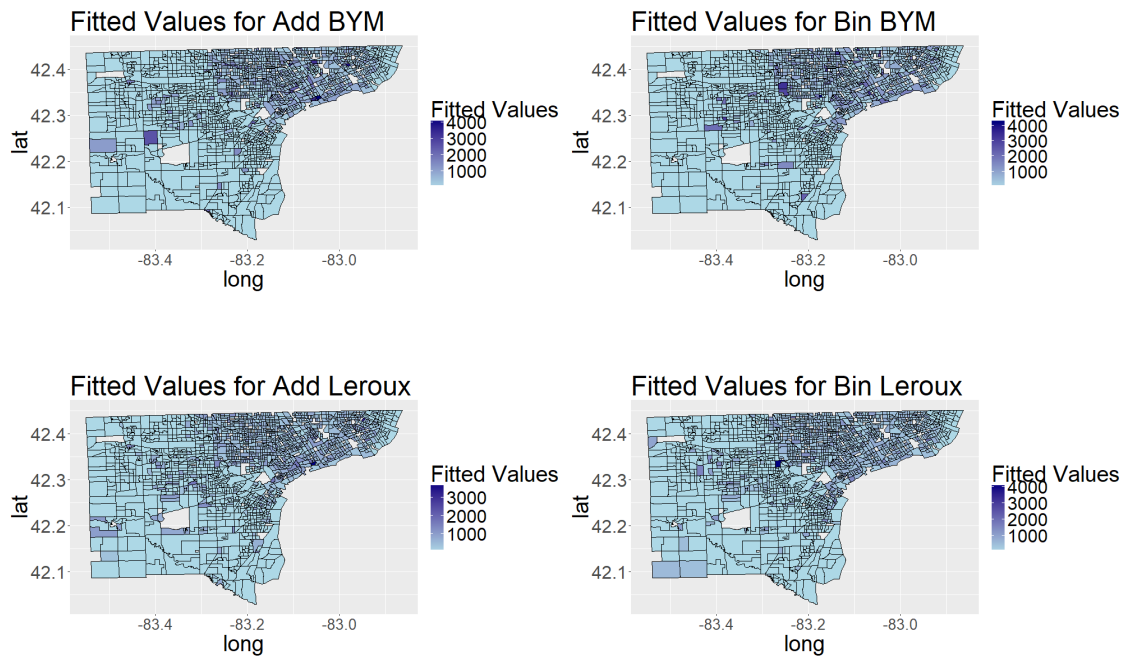 Fitted Values for Add BYM
lat
42.4
42.3
42.2
42.1
-83.4
-83.2
-83.0
long
Fitted Values
4000
3000
2000
1000
Fitted Values for Bin BYM
lat
42.4
42.3
42.2
42.1
-83.4
-83.2
-83.0
long
Fitted Values
4000
3000
2000
1000
Fitted Values for Add Leroux
lat
42.4
42.3
42.2
42.1
-83.4
-83.2
-83.0
long
Fitted Values
3000
2000
1000
Fitted Values for Bin Leroux
lat
42.4
42.3
42.2
42.1
-83.4
-83.2
-83.0
long
Fitted Values
4000
3000
2000
1000